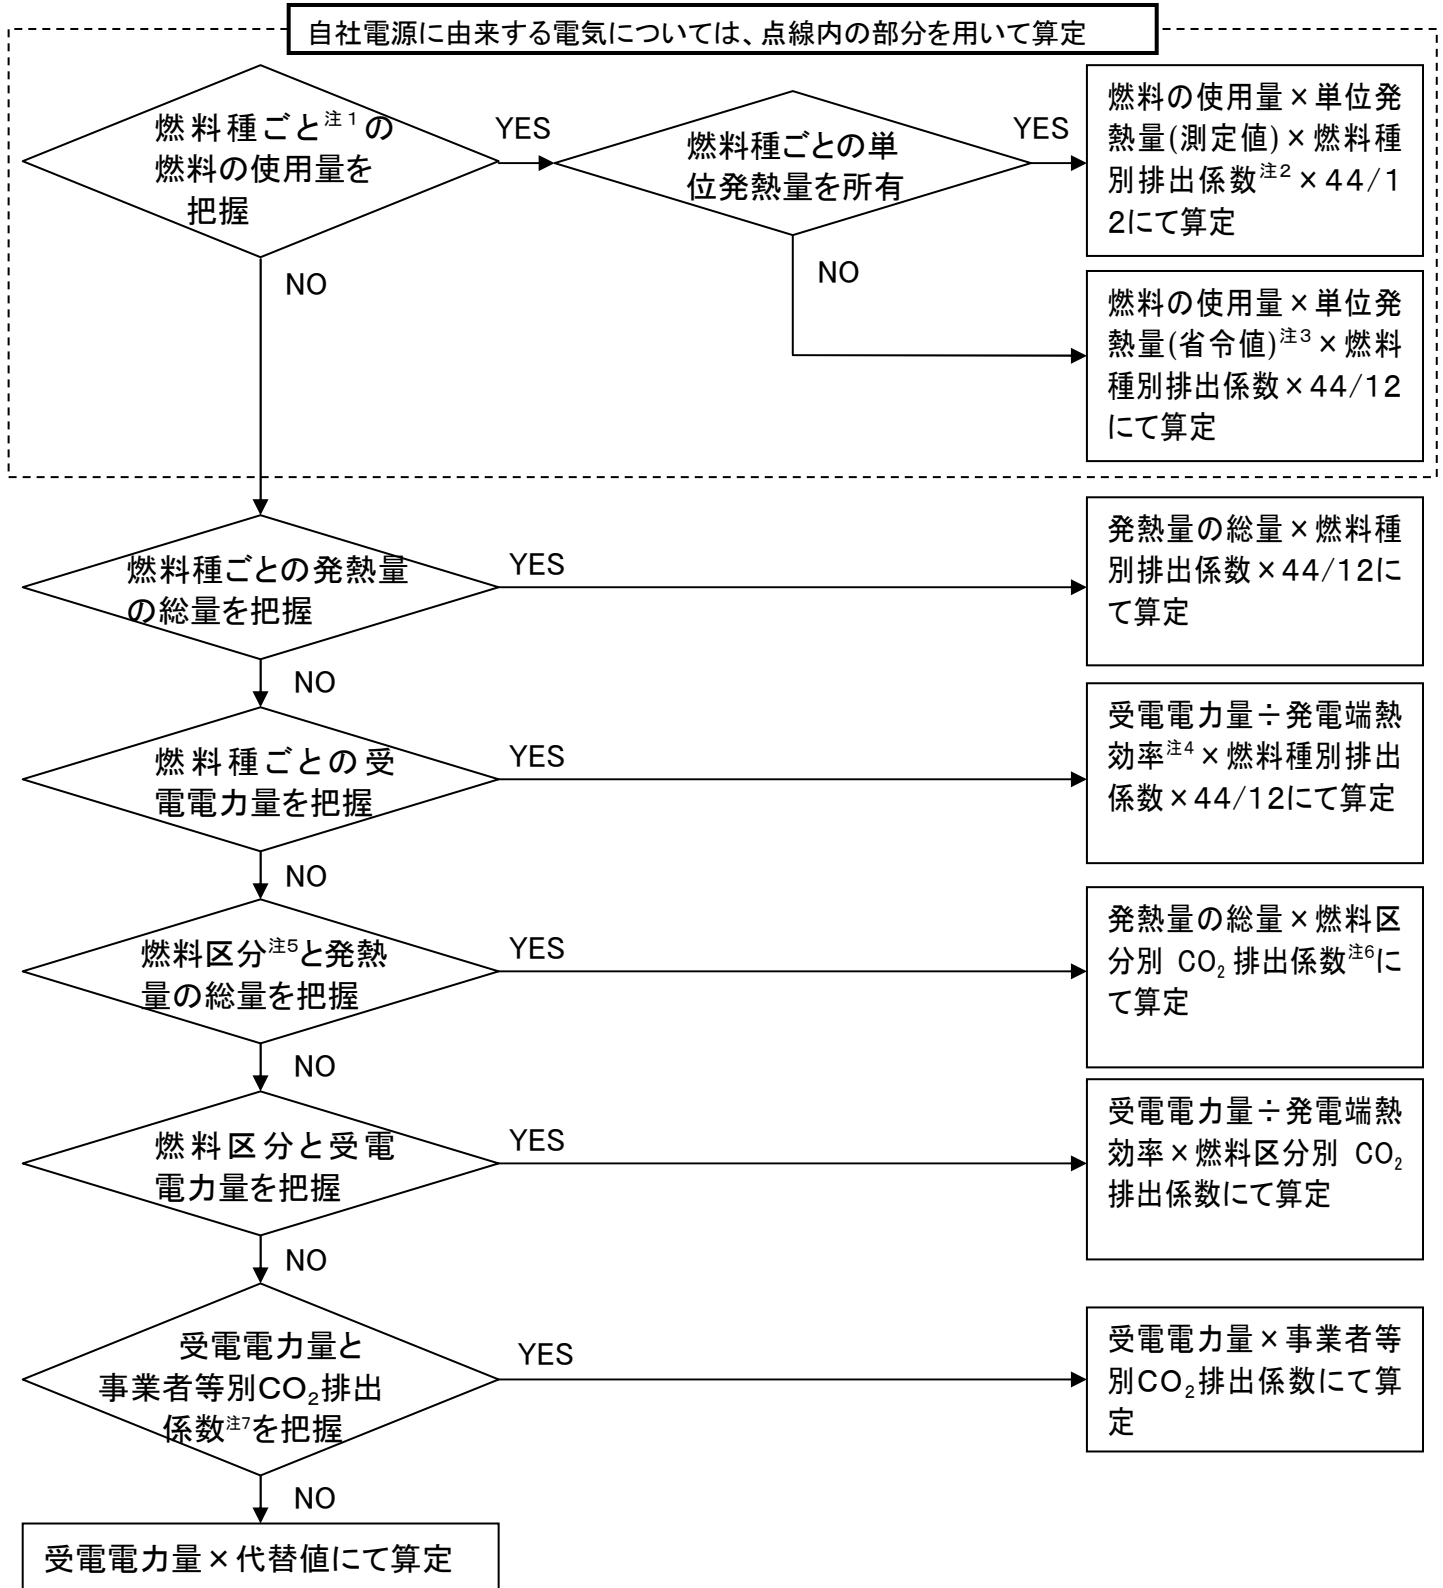 自社電源に由来する電気については、点線内の部分を用いて算定
燃料種ごと注1の
燃料の使用量を
把握
YES
燃料種ごとの単
位発熱量を所有
YES
燃料の使用量×単位発
熱量(測定値)×燃料種
別排出係数注2×44/1
2にて算定
NO
NO
燃料の使用量×単位発
熱量(省令値)注3×燃料
種別排出係数×44/12
にて算定
燃料種ごとの発熱量
の総量を把握
YES
発熱量の総量×燃料種
別排出係数×44/12に
て算定
NO
燃料種ごとの受
電電力量を把握
YES
受電電力量÷発電端熱
効率注4×燃料種別排出
係数×44/12にて算定
NO
燃料区分注5と発熱
量の総量を把握
YES
発熱量の総量×燃料区
分別 CO₂排出係数注6に
て算定
NO
燃料区分と受電
電力量を把握
YES
受電電力量÷発電端熱
効率×燃料区分別 CO₂
排出係数にて算定
NO
受電電力量と
事業者等別CO₂排出
係数注7を把握
YES
受電電力量×事業者等
別CO₂排出係数にて算
定
NO
受電電力量×代替値にて算定